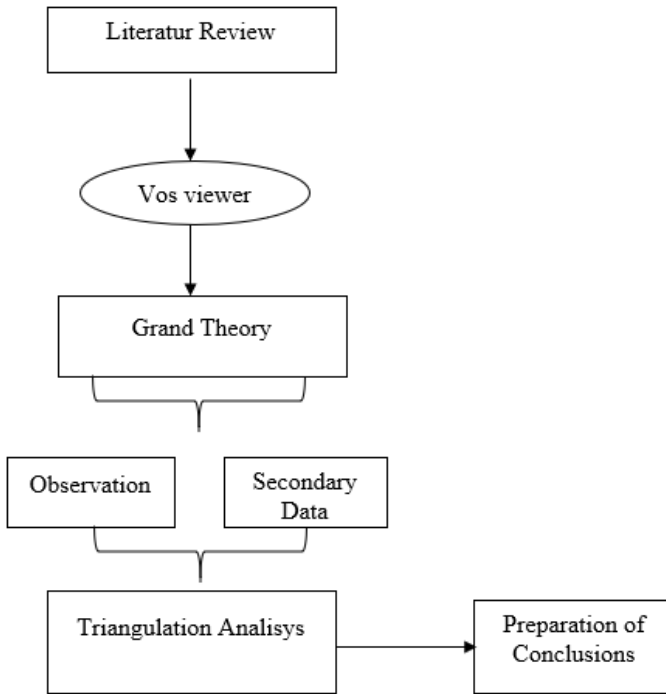 Literatur Review
Vos viewer
Grand Theory
Observation
Secondary
Data
Triangulation Analisys
Preparation of
Conclusions